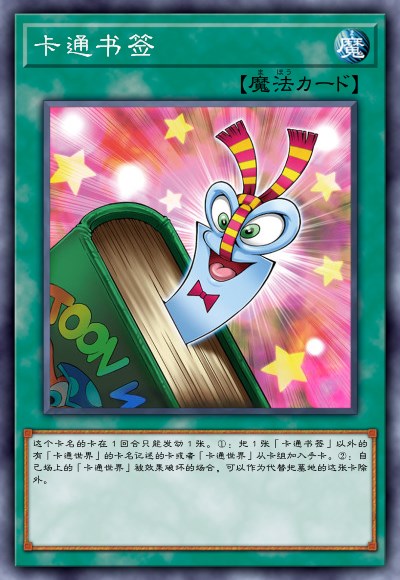 卡通书签
魔
【魔法カード】
ま ほう
TOON W
这个卡名的卡在1回合只能发动1张。①：把1张「卡通书签」以外的
有「卡通世界」的卡名记述的卡或者「卡通世界」从卡组加入手卡。②：自
己场上的「卡通世界」被效果破坏的场合，可以作为代替把墓地的这张卡除
外。